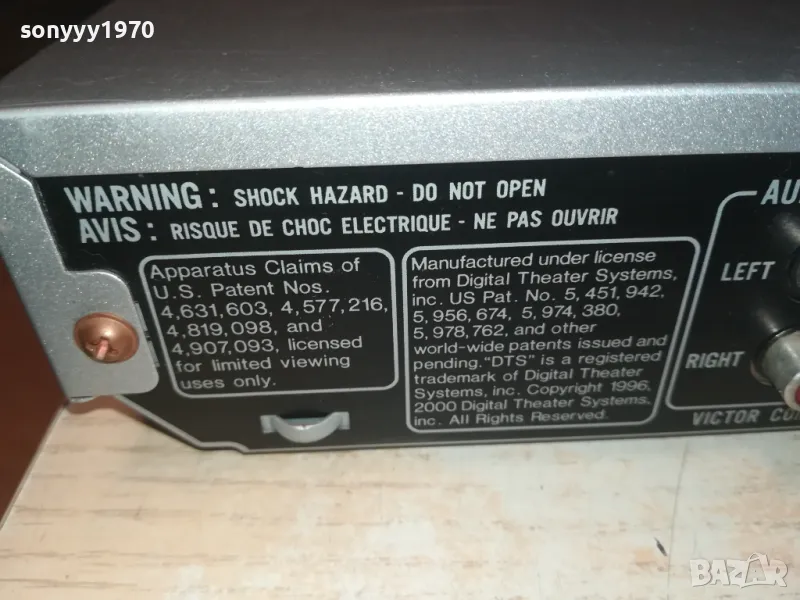 sonyyy1970
WARNING: SHOCK HAZARD - DO NOT OPEN
AVIS: RISQUE DE CHOC ELECTRIQUE - NE PAS OUVRIR
Apparatus Claims of
U.S. Patent Nos.
4,631,603, 4,577,216,
4,819,098, and
4,907,093, licensed
for limited viewing
uses only.
Manufactured under license
from Digital Theater Systems,
inc. US Pat. No. 5, 451, 942,
5, 956, 674, 5, 974, 380,
5, 978, 762, and other
world-wide patents issued and
pending. "DTS" is a registered
trademark of Digital Theater
Systems, inc. Copyright 1996,
2000 Digital Theater Systems,
inc. All Rights Reserved.
LEFT
RIGHT
VICTOR
BAZAR